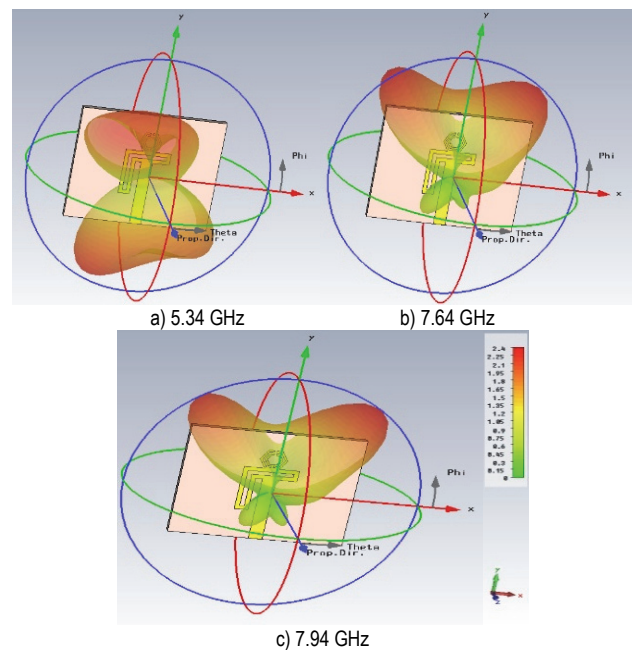 y
x
Phi
Theta
Prop.Dir.
a) 5.34 GHz
y
x
Phi
Theta
Prop.Dir.
b) 7.64 GHz
y
x
Phi
Theta
Prop.Dir.
2.4
2.25
2.1
1.95
1.8
1.65
1.5
1.35
1.2
1.05
0.9
0.75
0.6
0.45
0.3
0.15
0
y
x
z
c) 7.94 GHz